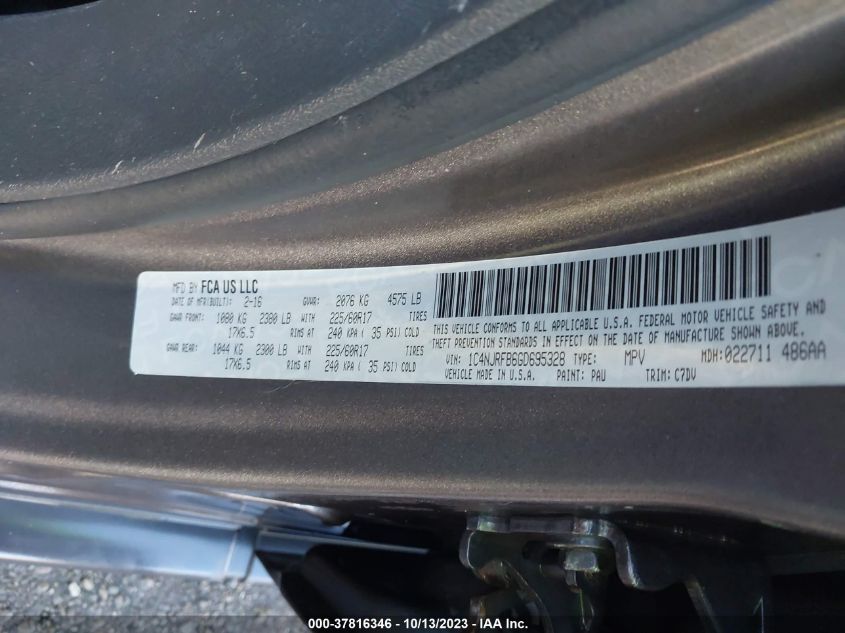 MFD BY FCA US LLC
DATE OF MFR(BUILT): 2-16 GVWR: 2076 KG 4575 LB
GAWR FRONT: 1080 KG 2380 LB WITH 225/60R17 TIRES
17X6.5 RIMS AT 240 KPA ( 35 PSI) COLD
GAWR REAR: 1044 KG 2300 LB WITH 225/60R17 TIRES
17X6.5 RIMS AT 240 KPA ( 35 PSI) COLD
THIS VEHICLE CONFORMS TO ALL APPLICABLE U.S.A. FEDERAL MOTOR VEHICLE SAFETY AND
THEFT PREVENTION STANDARDS IN EFFECT ON THE DATE OF MANUFACTURE SHOWN ABOVE.
VIN: 1C4NJRFB6GD695328 TYPE: MPV MDH: 022711 486AA
VEHICLE MADE IN U.S.A. PAINT: PAU TRIM: C7DV
000-37816346 - 10/13/2023 - IAA Inc.